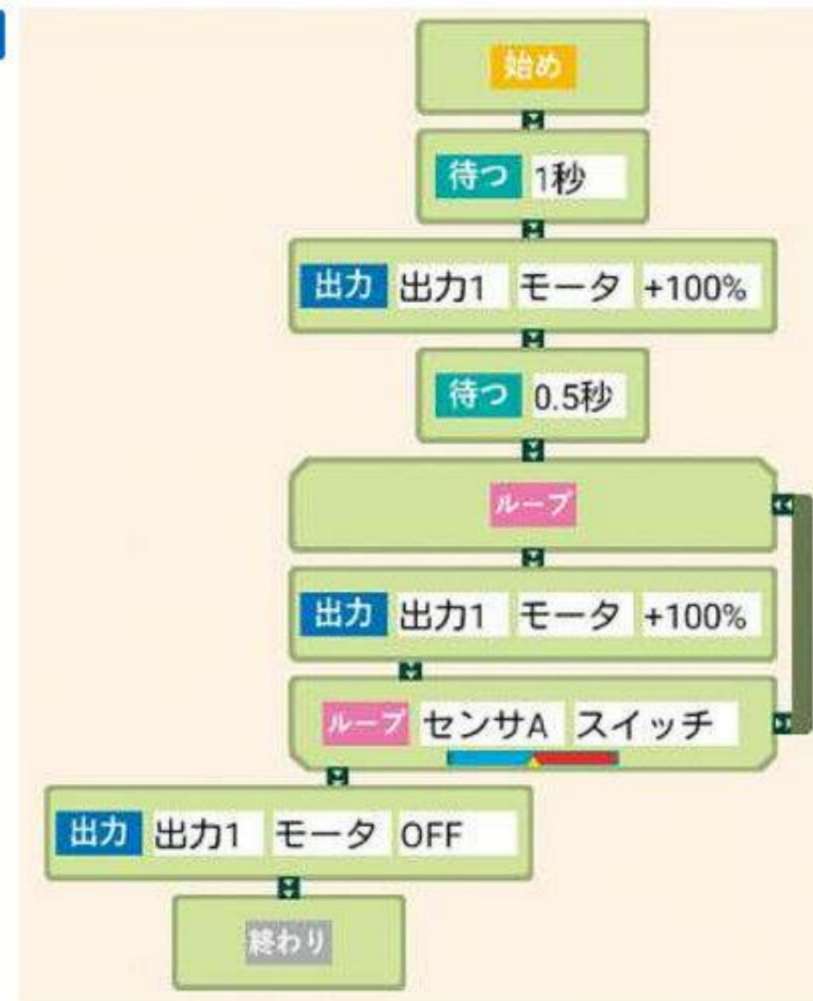 始め
待つ 1秒
出力 出力1 モータ +100%
待つ 0.5秒
ループ
出力 出力1 モータ +100%
ループ センサA スイッチ
出力 出力1 モータ OFF
終わり